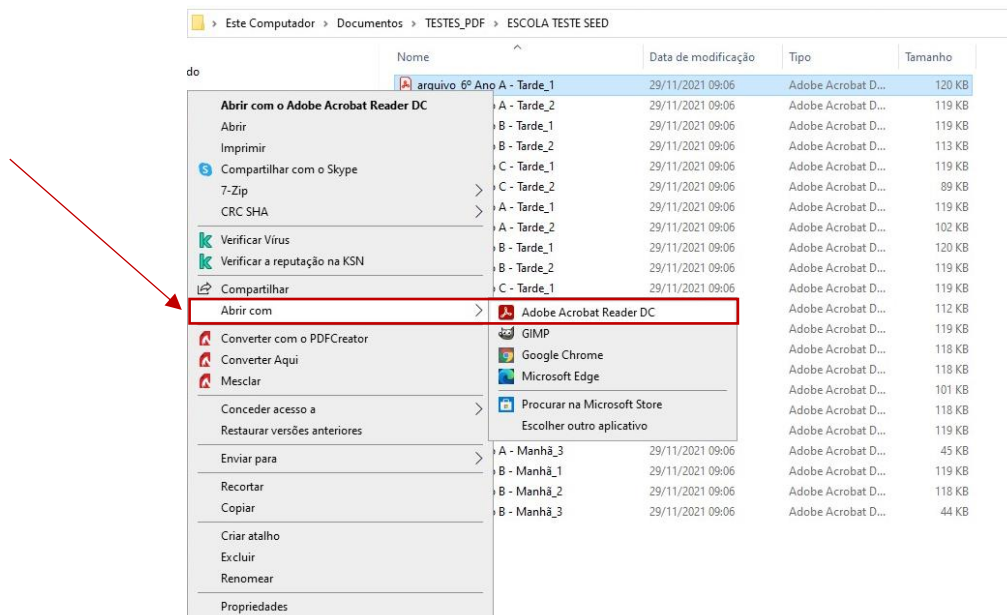 Este Computador > Documentos > TESTES_PDF > ESCOLA TESTE SEED
Nome Data de modificação Tipo Tamanho
do
arquivo 6º Ano A - Tarde_1 29/11/2021 09:06 Adobe Acrobat D... 120 KB
Abrir com o Adobe Acrobat Reader DC A - Tarde_2 29/11/2021 09:06 Adobe Acrobat D... 119 KB
Abrir B - Tarde_1 29/11/2021 09:06 Adobe Acrobat D... 119 KB
Imprimir B - Tarde_2 29/11/2021 09:06 Adobe Acrobat D... 113 KB
Compartilhar com o Skype C - Tarde_1 29/11/2021 09:06 Adobe Acrobat D... 119 KB
7-Zip C - Tarde_2 29/11/2021 09:06 Adobe Acrobat D... 89 KB
CRC SHA A - Tarde_1 29/11/2021 09:06 Adobe Acrobat D... 119 KB
A - Tarde_2 29/11/2021 09:06 Adobe Acrobat D... 102 KB
Verificar Vírus B - Tarde_1 29/11/2021 09:06 Adobe Acrobat D... 120 KB
Verificar a reputação na KSN B - Tarde_2 29/11/2021 09:06 Adobe Acrobat D... 119 KB
Compartilhar C - Tarde_1 29/11/2021 09:06 Adobe Acrobat D... 119 KB
Abrir com Adobe Acrobat Reader DC Adobe Acrobat D... 112 KB
GIMP Adobe Acrobat D... 119 KB
Converter com o PDFCreator Adobe Acrobat D... 118 KB
Converter Aqui Google Chrome Adobe Acrobat D... 118 KB
Mesclar Microsoft Edge Adobe Acrobat D... 101 KB
Conceder acesso a Procurar na Microsoft Store Adobe Acrobat D... 118 KB
Restaurar versões anteriores Escolher outro aplicativo Adobe Acrobat D... 119 KB
Enviar para A - Manhã_3 29/11/2021 09:06 Adobe Acrobat D... 45 KB
B - Manhã_1 29/11/2021 09:06 Adobe Acrobat D... 119 KB
Recortar B - Manhã_2 29/11/2021 09:06 Adobe Acrobat D... 118 KB
Copiar B - Manhã_3 29/11/2021 09:06 Adobe Acrobat D... 44 KB
Criar atalho
Excluir
Renomear
Propriedades